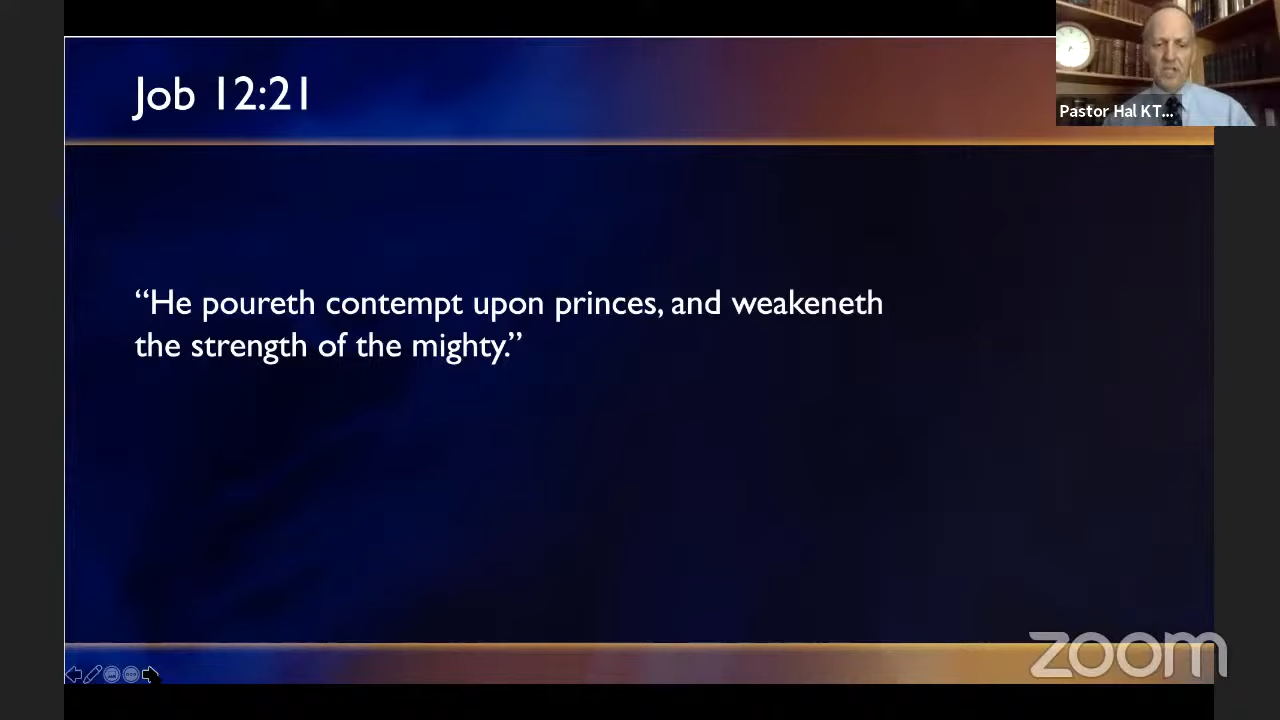 Job 12:21
Pastor Hal KT...
“He poureth contempt upon princes, and weakeneth
the strength of the mighty.”
zoom